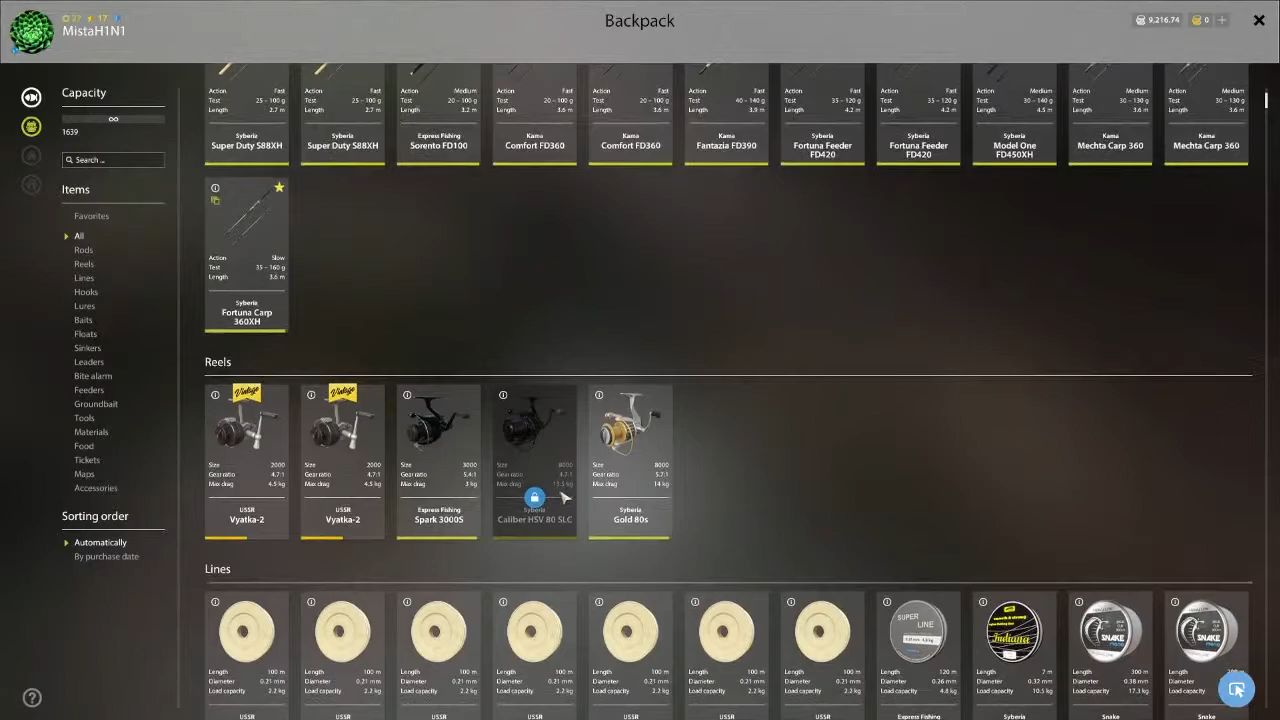 27 17
MistaH1N1
Backpack
9,216.74 0
Capacity
∞
1639
Search ...
Items
Favorites
All
Rods
Reels
Lines
Hooks
Lures
Baits
Floats
Sinkers
Leaders
Bite alarm
Feeders
Groundbait
Tools
Materials
Food
Tickets
Maps
Accessories
Sorting order
Automatically
By purchase date
Action Fast
Test 25 – 100 g
Length 2.7 m
Syberia
Super Duty S88XH
Action Fast
Test 25 – 100 g
Length 2.7 m
Syberia
Super Duty S88XH
Action Medium
Test 20 – 100 g
Length 3.2 m
Express Fishing
Sorento FD100
Action Fast
Test 20 – 100 g
Length 3.6 m
Kama
Comfort FD360
Action Fast
Test 20 – 100 g
Length 3.6 m
Kama
Comfort FD360
Action Fast
Test 40 – 140 g
Length 3.9 m
Kama
Fantazia FD390
Action Fast
Test 35 – 120 g
Length 4.2 m
Syberia
Fortuna Feeder
FD420
Action Fast
Test 35 – 120 g
Length 4.2 m
Syberia
Fortuna Feeder
FD420
Action Medium
Test 30 – 140 g
Length 4.5 m
Syberia
Model One
FD450XH
Action Medium
Test 30 – 130 g
Length 3.6 m
Kama
Mechta Carp 360
Action Medium
Test 30 – 130 g
Length 3.6 m
Kama
Mechta Carp 360
Action Slow
Test 35 – 160 g
Length 3.6 m
Syberia
Fortuna Carp
360XH
Reels
Vintage
Size 2000
Gear ratio 4.7:1
Max drag 4.5 kg
USSR
Vyatka-2
Vintage
Size 2000
Gear ratio 4.7:1
Max drag 4.5 kg
USSR
Vyatka-2
Size 3000
Gear ratio 5.4:1
Max drag 3 kg
Express Fishing
Spark 3000S
Size 8000
Gear ratio 4.7:1
Max drag
Syberia
Caliber HSV 80 SLC
Size 8000
Gear ratio 5.7:1
Max drag 14 kg
Syberia
Gold 80s
Lines
Length 100 m
Diameter 0.21 mm
Load capacity 2.2 kg
USSR
Length 100 m
Diameter 0.21 mm
Load capacity 2.2 kg
USSR
Length 100 m
Diameter 0.21 mm
Load capacity 2.2 kg
USSR
Length 100 m
Diameter 0.21 mm
Load capacity 2.2 kg
USSR
Length 100 m
Diameter 0.21 mm
Load capacity 2.2 kg
USSR
Length 100 m
Diameter 0.21 mm
Load capacity 2.2 kg
USSR
Length 100 m
Diameter 0.21 mm
Load capacity 2.2 kg
USSR
SUPER
LINE
Length 120 m
Diameter 0.26 mm
Load capacity 4.8 kg
Express Fishing
Indiana
Length 7 m
Diameter 0.37 mm
Load capacity 10.5 kg
Syberia
SNAKE
Length 300 m
Diameter 0.38 mm
Load capacity 17.3 kg
Snake
SNAKE
Length
Diameter
Load capacity
Snake